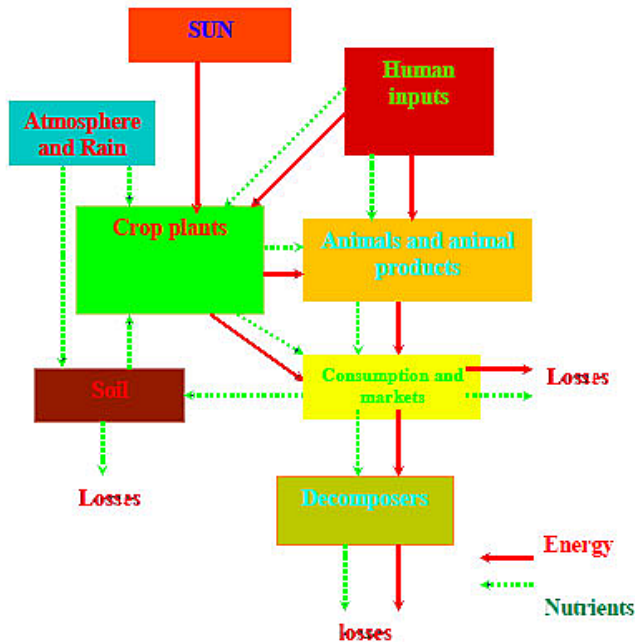 SUN
Human
inputs
Atmosphere
and Rain
Crop plants
Animals and animal
products
Soil
Consumption and
markets
Losses
Losses
Decomposers
Energy
Nutrients
losses